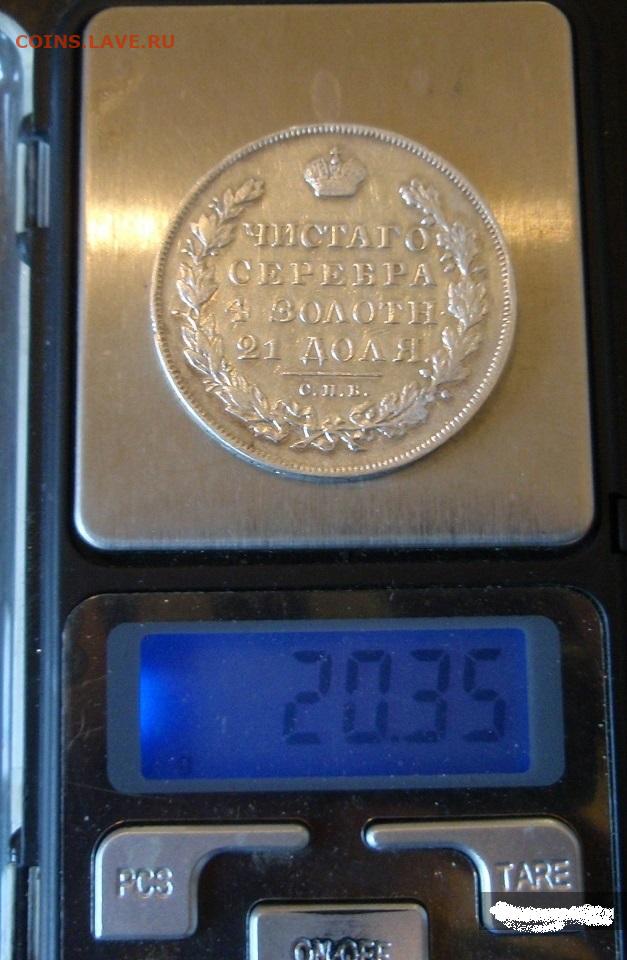 COINS.LAVE.RU
ЧИСТАГО
СЕРЕБРА
4 ЗОЛОТН
21 ДОЛЯ.
С.П.Б.
20.35
g
PCS
TARE
ON-OFF